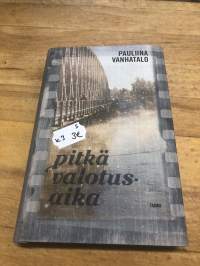 PAULIINA
VANHATALO
3€
pitkä
valotus-
aika
TAMMI